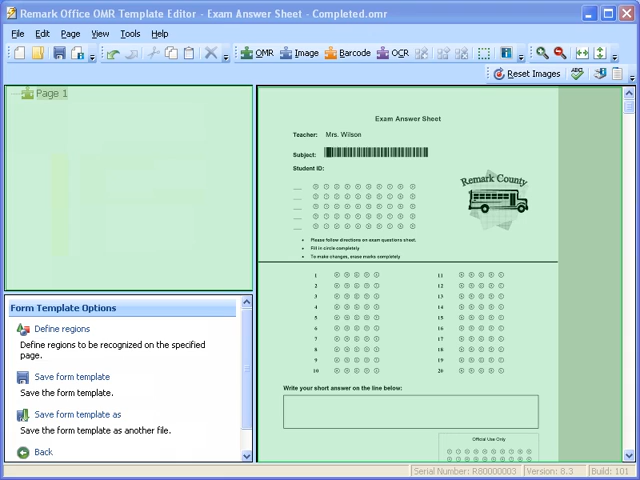 Remark Office OMR Template Editor - Exam Answer Sheet - Completed.omr
File Edit Page View Tools Help
OMR Image Barcode OCR
Reset Images
Page 1
Form Template Options
Define regions
Define regions to be recognized on the specified
page.
Save form template
Save the form template.
Save form template as
Save the form template as another file.
Back
Exam Answer Sheet
Teacher: Mrs. Wilson
Subject:
Student ID:
Remark County
• Please follow directions on exam questions sheet.
• Fill in circle completely
• To make changes, erase marks completely
1 11
2 12
3 13
4 14
5 15
6 16
7 17
8 18
9 19
10 20
Write your short answer on the line below:
Official Use Only
Serial Number: R80000003 Version: 8.3 Build: 101